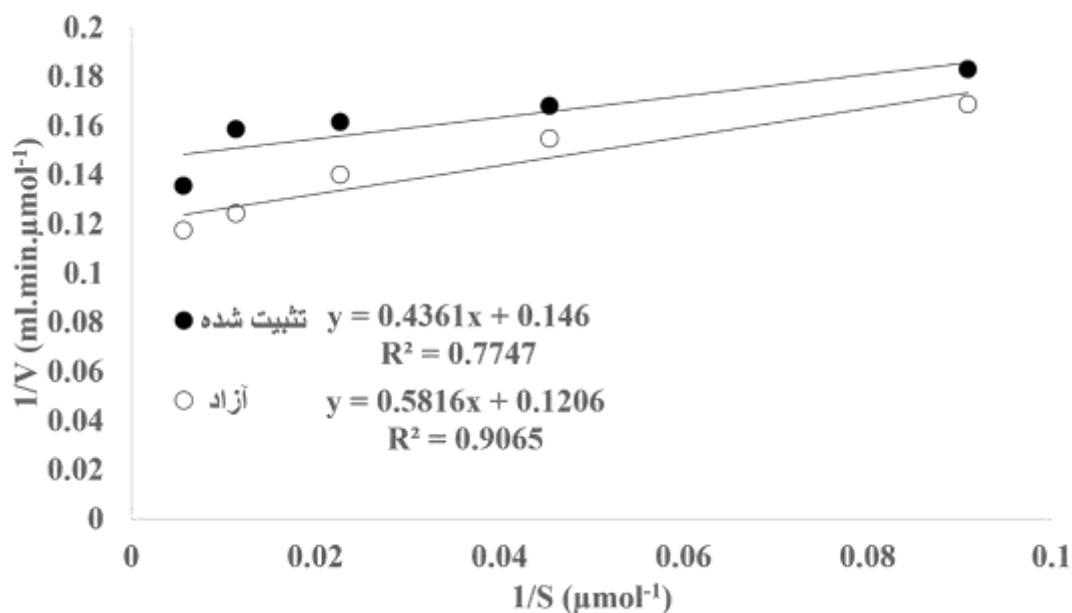 0.2
0.18
0.16
0.14
0.12
0.1
0.08
0.06
0.04
0.02
0
1/V (ml.min.µmol⁻¹)
تثبیت شده y = 0.4361x + 0.146
R² = 0.7747
آزاد y = 0.5816x + 0.1206
R² = 0.9065
0 0.02 0.04 0.06 0.08 0.1
1/S (µmol⁻¹)